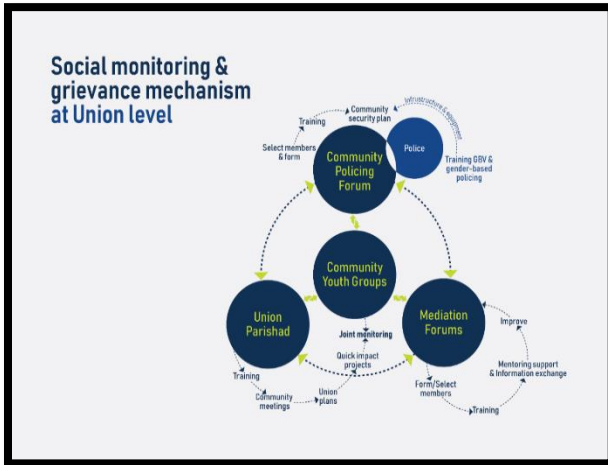 Social monitoring &
grievance mechanism
at Union level
Community
security plan
Infrastructure & equipment
Training
Select members
& form
Community
Policing
Forum
Police
Training GBV &
gender-based
policing
Community
Youth Groups
Union
Parishad
Mediation
Forums
Joint monitoring
Quick impact
projects
Improve
Training
Community
meetings
Union
plans
Form/Select
members
Training
Mentoring support
& Information exchange